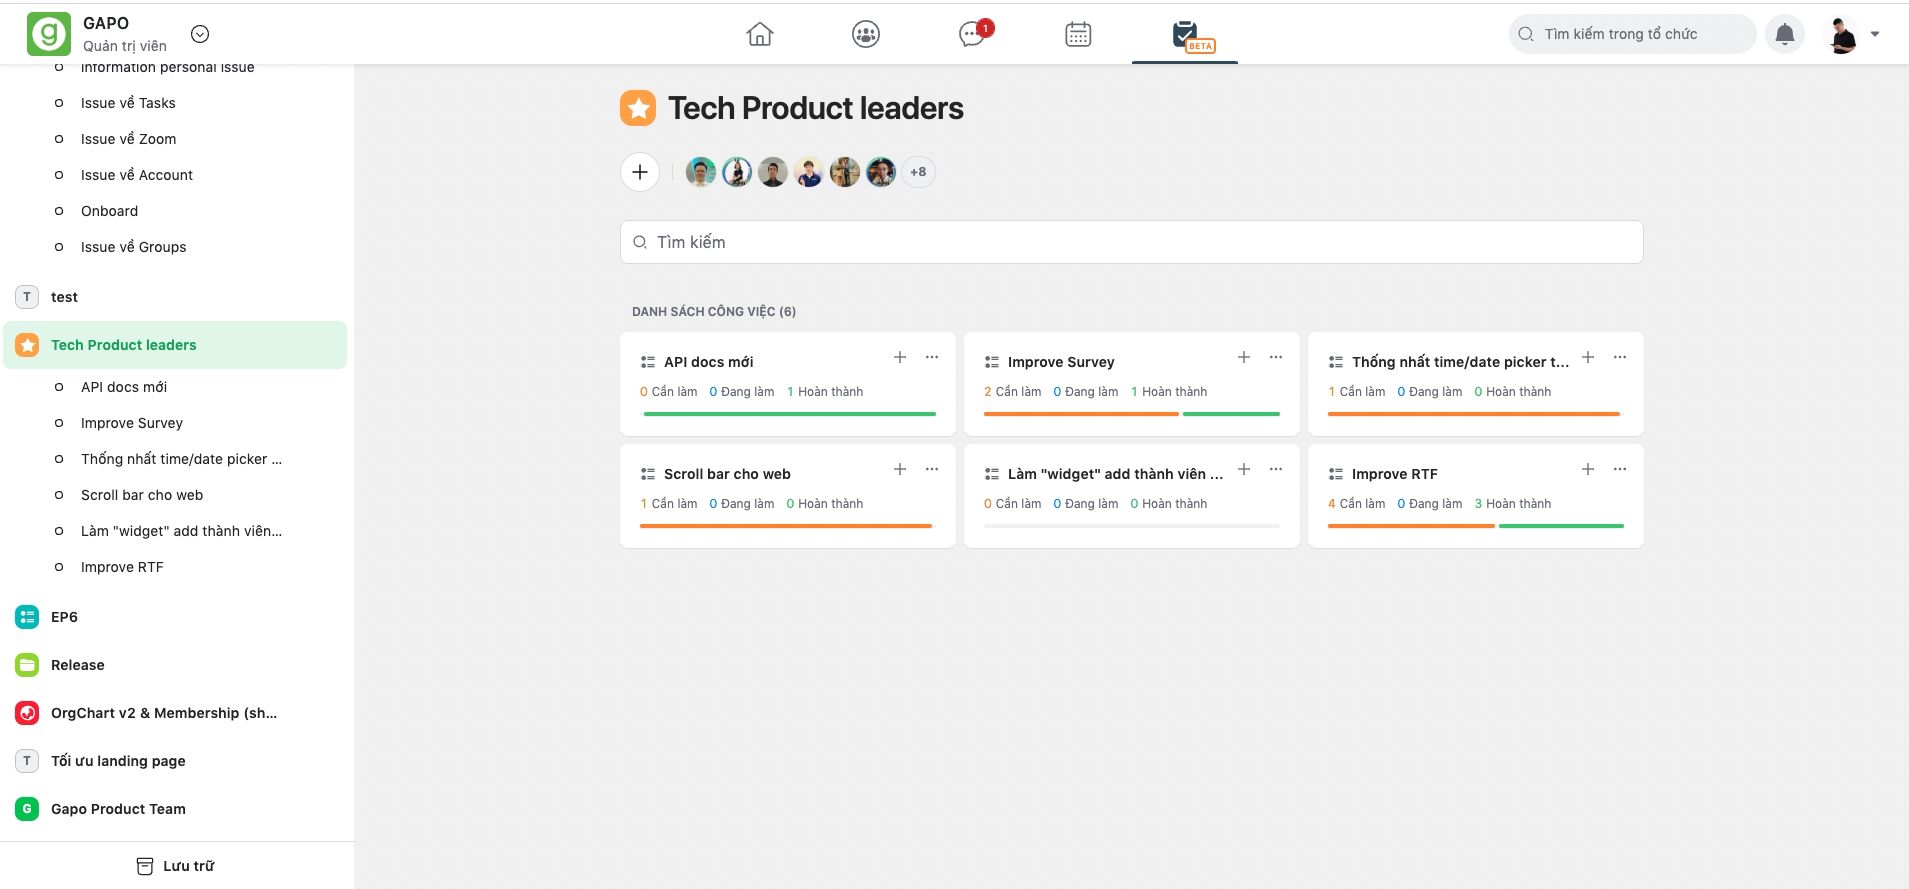 GAPO
Quản trị viên
1
BETA
Tìm kiếm trong tổ chức
Information personal issue
Issue về Tasks
Issue về Zoom
Issue về Account
Onboard
Issue về Groups
T
test
Tech Product leaders
API docs mới
Improve Survey
Thống nhất time/date picker ...
Scroll bar cho web
Làm "widget" add thành viên...
Improve RTF
EP6
Release
OrgChart v2 & Membership (sh...
T
Tối ưu landing page
G
Gapo Product Team
Lưu trữ
Tech Product leaders
+8
Tìm kiếm
DANH SÁCH CÔNG VIỆC (6)
API docs mới
0 Cần làm 0 Đang làm 1 Hoàn thành
Improve Survey
2 Cần làm 0 Đang làm 1 Hoàn thành
Thống nhất time/date picker t...
1 Cần làm 0 Đang làm 0 Hoàn thành
Scroll bar cho web
1 Cần làm 0 Đang làm 0 Hoàn thành
Làm "widget" add thành viên ...
0 Cần làm 0 Đang làm 0 Hoàn thành
Improve RTF
4 Cần làm 0 Đang làm 3 Hoàn thành